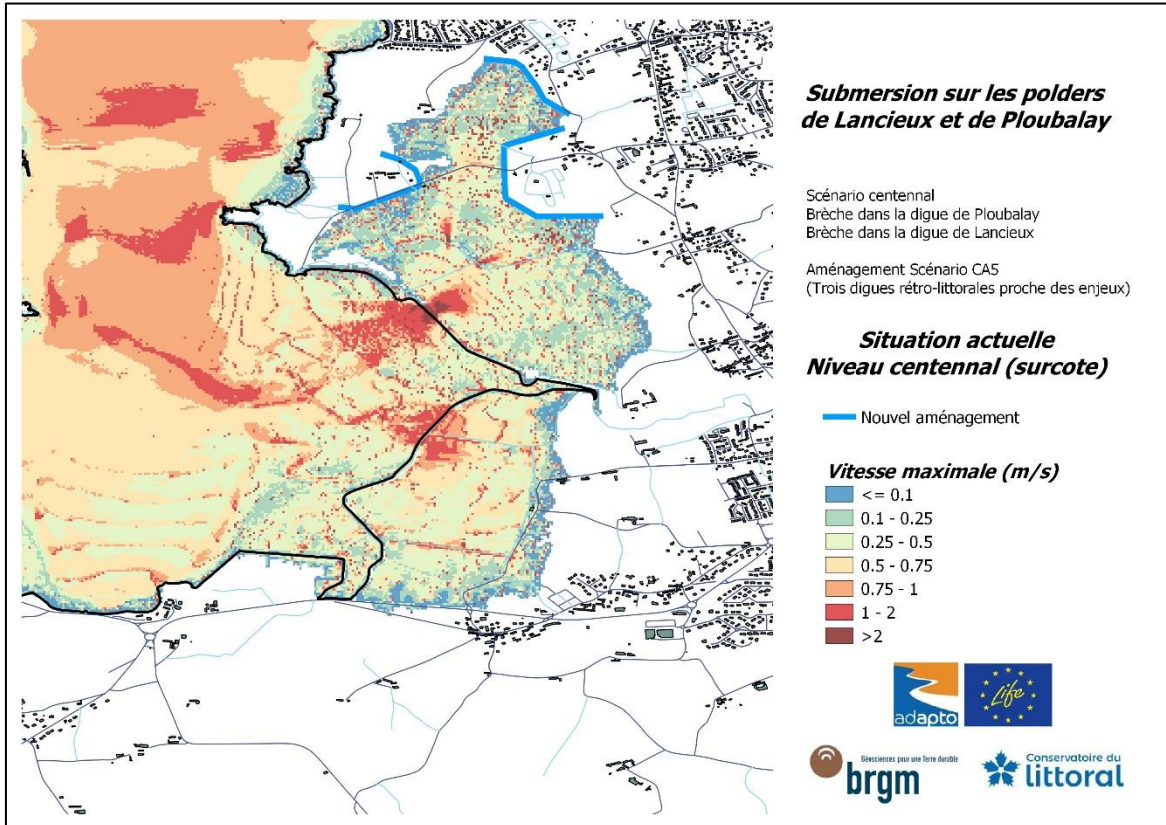 Submersion sur les polders
de Lancieux et de Ploubalay
Scénario centennal
Brèche dans la digue de Ploubalay
Brèche dans la digue de Lancieux
Aménagement Scénario CA5
(Trois digues rétro-littorales proche des enjeux)
Situation actuelle
Niveau centennal (surcote)
Nouvel aménagement
Vitesse maximale (m/s)
<= 0.1
0.1 - 0.25
0.25 - 0.5
0.5 - 0.75
0.75 - 1
1 - 2
>2
adapto
Life
Géosciences pour une Terre durable
brgm
Conservatoire du
littoral